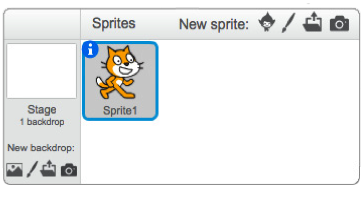 Sprites New sprite:
Sprite1
Stage
1 backdrop
New backdrop: